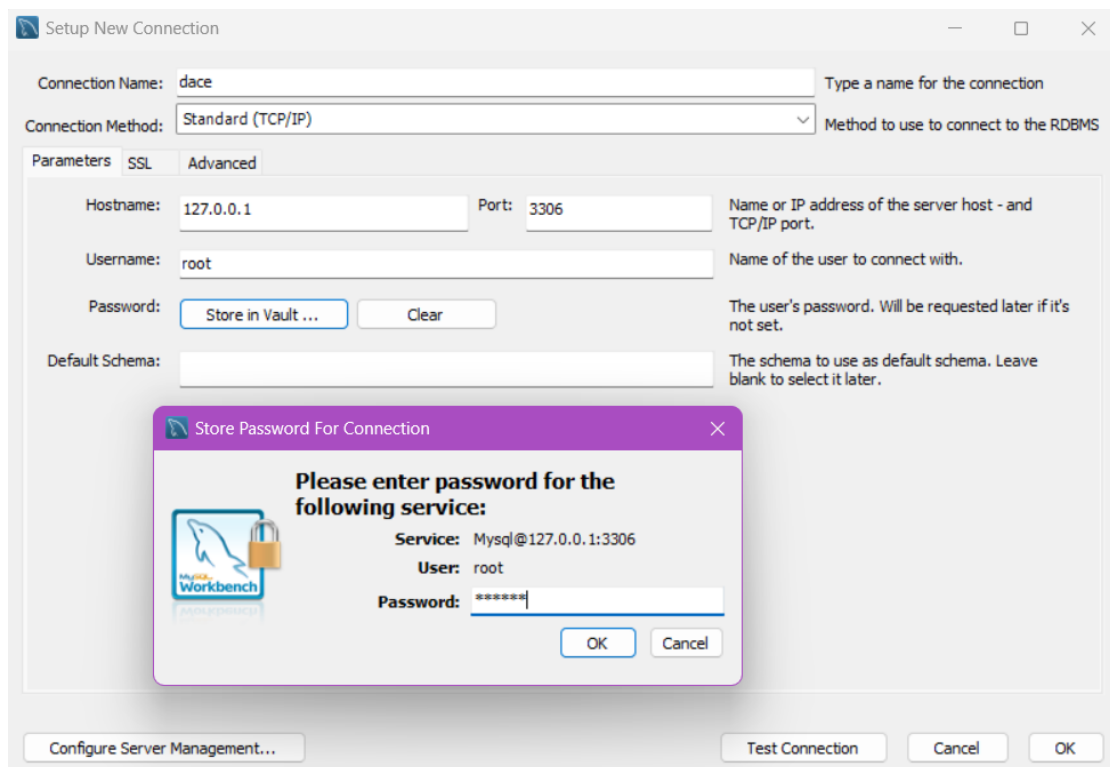 Setup New Connection
Connection Name: dace Type a name for the connection
Connection Method: Standard (TCP/IP) Method to use to connect to the RDBMS
Parameters SSL Advanced
Hostname: 127.0.0.1 Port: 3306 Name or IP address of the server host - and
TCP/IP port.
Username: root Name of the user to connect with.
Password: Store in Vault ... Clear The user's password. Will be requested later if it's
not set.
Default Schema: The schema to use as default schema. Leave
blank to select it later.
Store Password For Connection
Please enter password for the
following service:
Service: Mysql@127.0.0.1:3306
User: root
MySQL
Workbench
Password: ******
OK Cancel
Configure Server Management... Test Connection Cancel OK